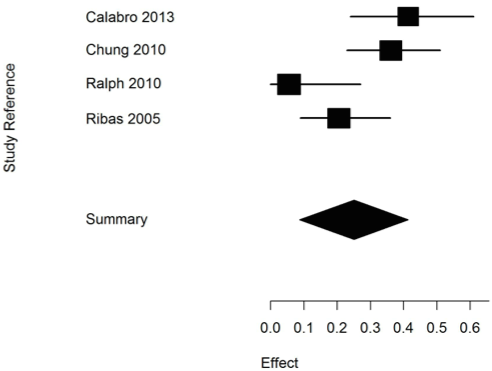 Calabro 2013
Chung 2010
Ralph 2010
Ribas 2005
Study Reference
Summary
0.0 0.1 0.2 0.3 0.4 0.5 0.6
Effect